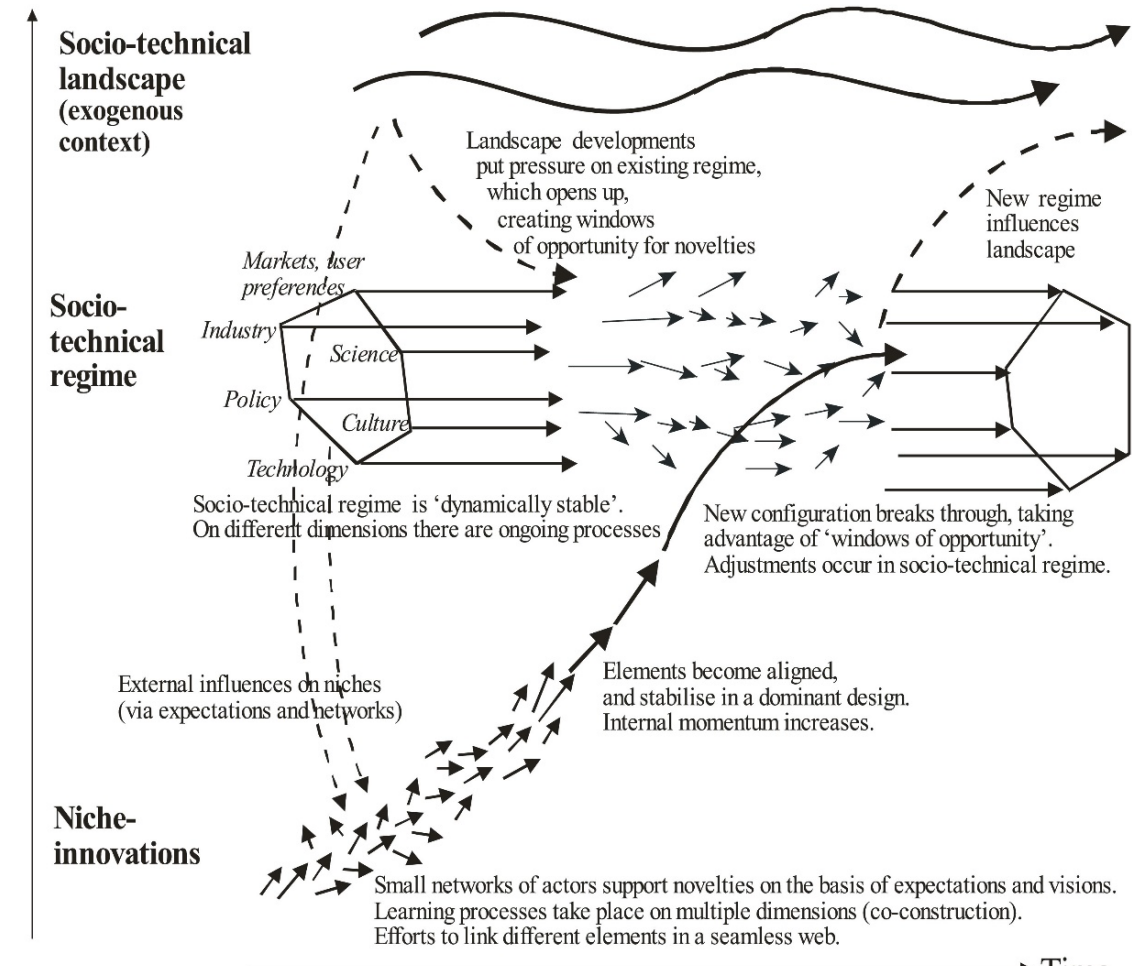 Socio-technical
landscape
(exogenous
context)
Landscape developments
put pressure on existing regime,
which opens up,
creating windows
of opportunity for novelties
New regime
influences
landscape
Markets, user
preferences
Socio-
technical
regime
Industry
Science
Policy
Culture
Technology
Socio-technical regime is ‘dynamically stable’.
On different dimensions there are ongoing processes
New configuration breaks through, taking
advantage of ‘windows of opportunity’.
Adjustments occur in socio-technical regime.
External influences on niches
(via expectations and networks)
Elements become aligned,
and stabilise in a dominant design.
Internal momentum increases.
Niche-
innovations
Small networks of actors support novelties on the basis of expectations and visions.
Learning processes take place on multiple dimensions (co-construction).
Efforts to link different elements in a seamless web.